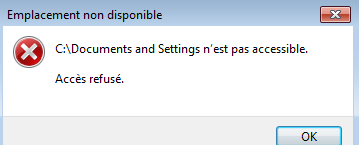 Emplacement non disponible
C:\Documents and Settings n'est pas accessible.
Accès refusé.
OK